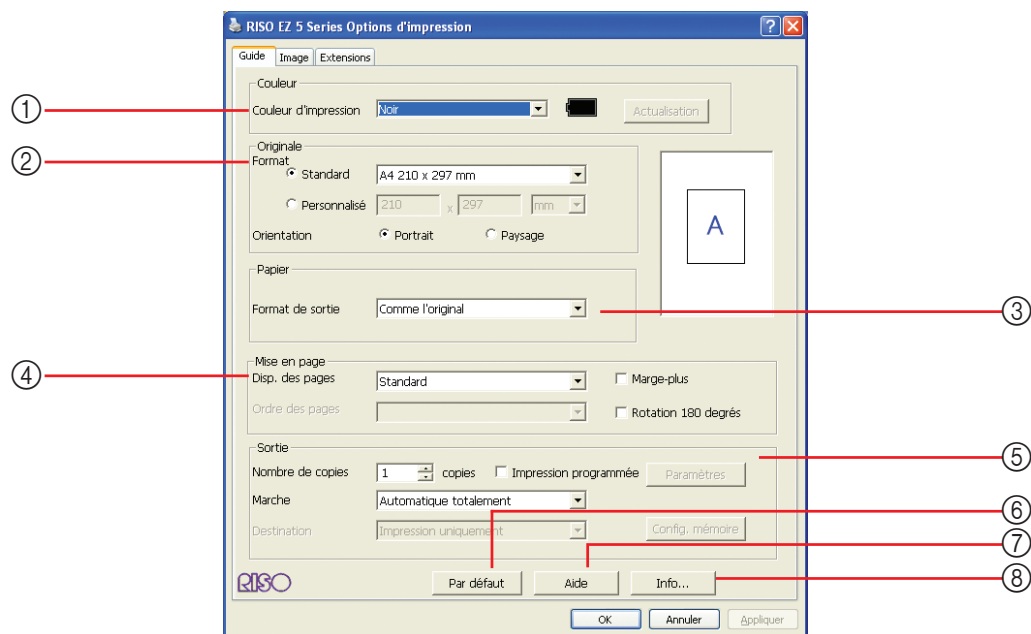 RISO EZ 5 Series Options d'impression
Guide Image Extensions
Couleur
① Couleur d'impression Noir Actualisation
② Originale
Format
Standard A4 210 x 297 mm
Personnalisé 210 x 297 mm
A
Orientation Portrait Paysage
Papier
Format de sortie Comme l'original ③
Mise en page
④ Disp. des pages Standard Marge-plus
Ordre des pages Rotation 180 degrés
Sortie
⑤
Nombre de copies 1 copies Impression programmée Paramètres
Marche Automatique totalement ⑥
Destination Impression uniquement Config. mémoire ⑦
RISO Par défaut Aide Info... ⑧
OK Annuler Appliquer